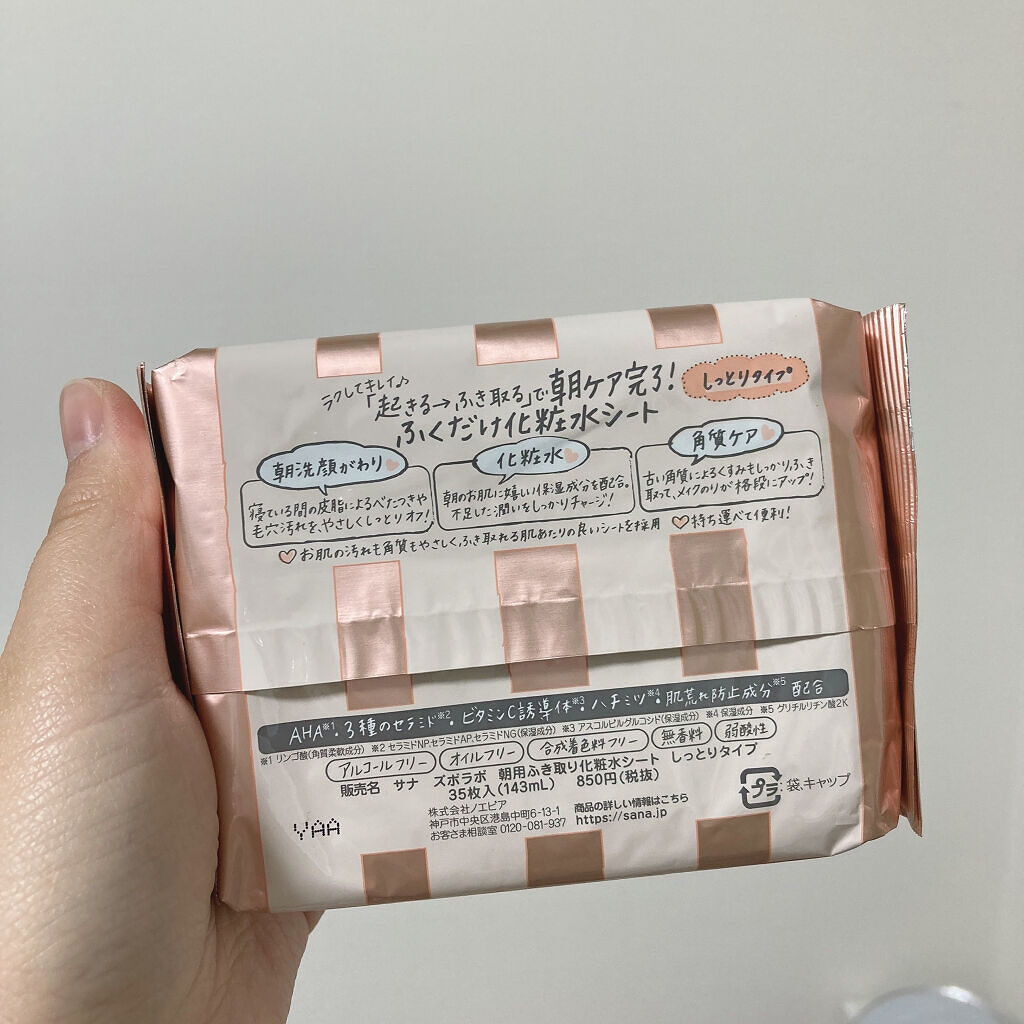 ラクしてキレイ♪
「起きる→ふき取る」で朝ケア完了!
ふくだけ化粧水シート
しっとりタイプ
朝洗顔がわり♡
寝ている間の皮脂によるべたつきや
毛穴汚れを、やさしくしっとりオフ!
化粧水♡
朝のお肌に嬉しい保湿成分を配合。
不足した潤いをしっかりチャージ!
角質ケア♡
古い角質によるくすみもしっかりふき
取って、メイクのりが格段にアップ!
♡お肌の汚れも角質もやさしく、ふき取れる肌あたりの良いシートを採用 ♡持ち運べて便利!
AHA※1・3種のセラミド※2・ビタミンC誘導体※3・ハチミツ※4・肌荒れ防止成分※5 配合
※1 リンゴ酸(角質柔軟成分) ※2 セラミドNP、セラミドAP、セラミドNG(保湿成分) ※3 アスコルビルグルコシド(保湿成分) ※4 保湿成分 ※5 グリチルリチン酸2K
アルコールフリー オイルフリー 合成着色料フリー 無香料 弱酸性
販売名 サナ ズボラボ 朝用ふき取り化粧水シート しっとりタイプ
35枚入(143mL) 850円(税抜)
株式会社ノエビア
神戸市中央区港島中町6-13-1
お客さま相談室 0120-081-937
商品の詳しい情報はこちら
https://sana.jp
プラ :袋、キャップ
YAA